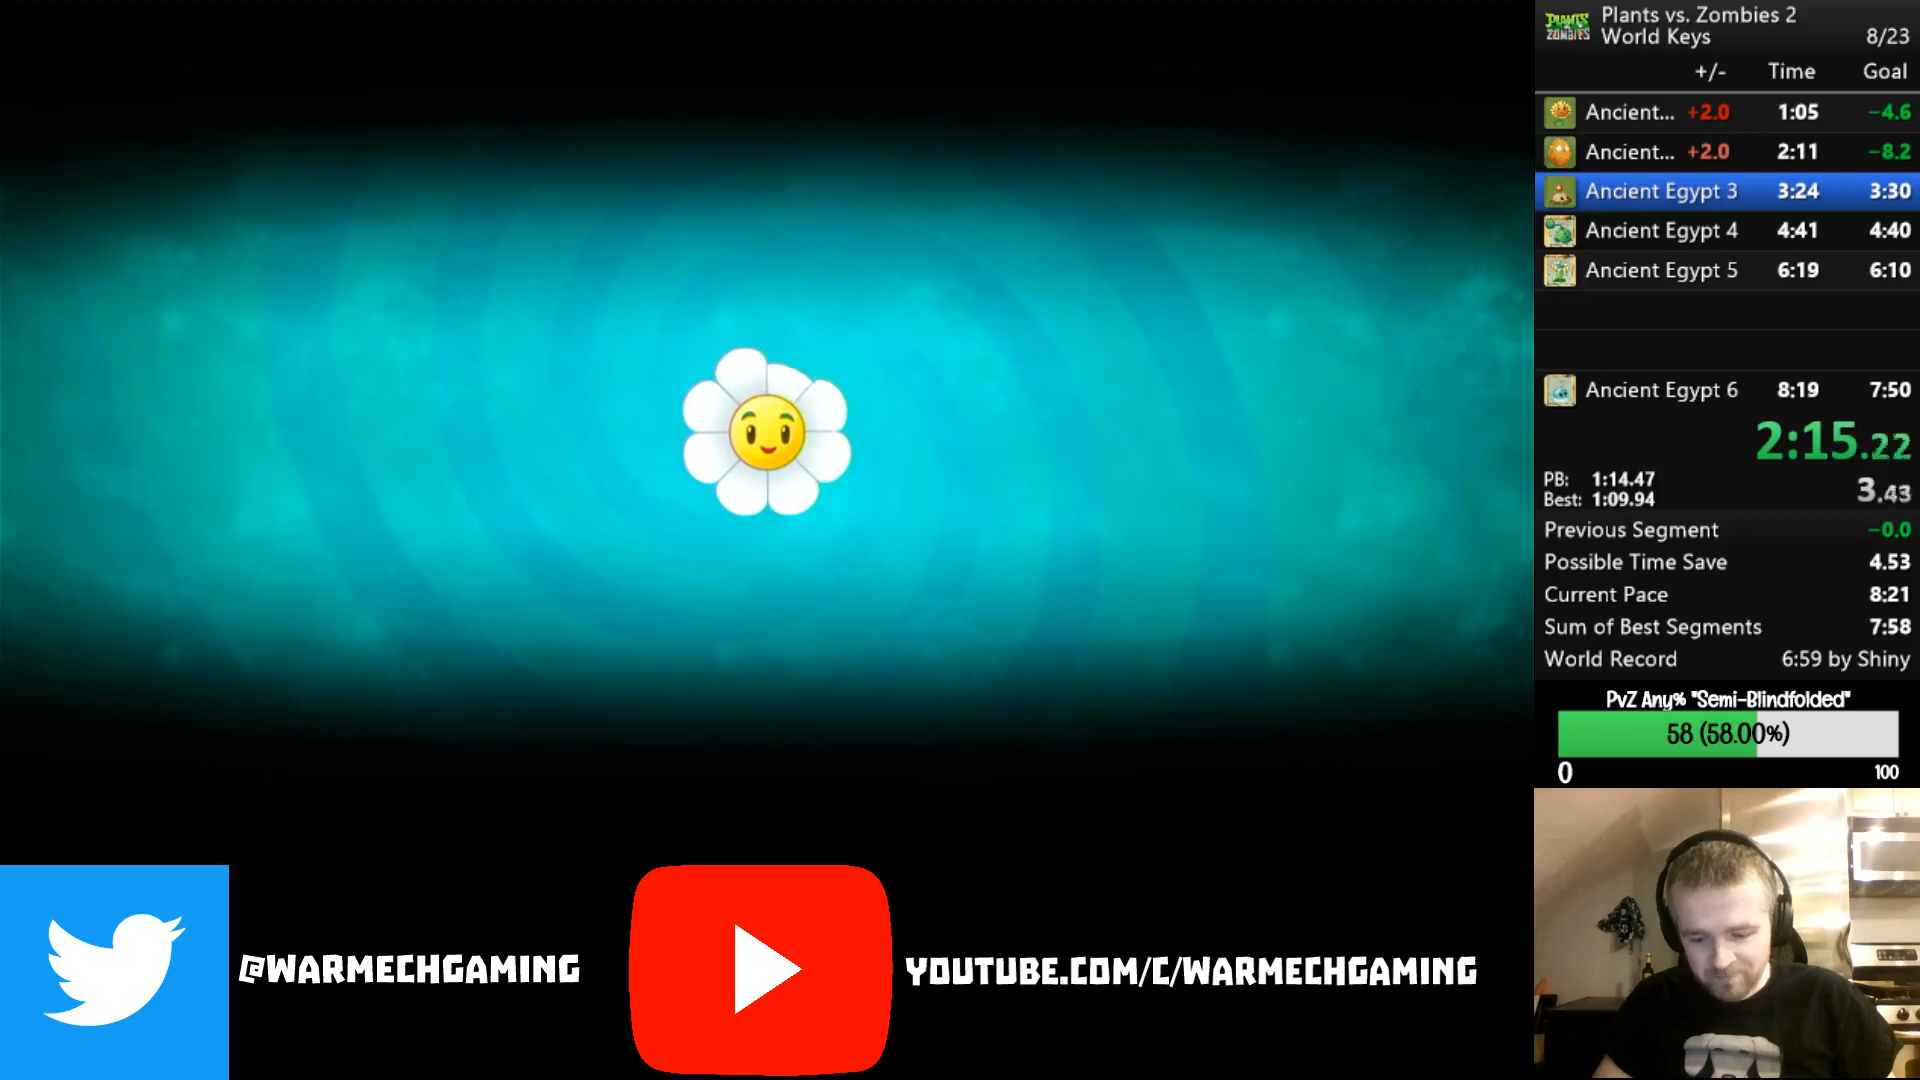 Plants vs. Zombies 2
World Keys 8/23
+/- Time Goal
Ancient... +2.0 1:05 −4.6
Ancient... +2.0 2:11 −8.2
Ancient Egypt 3 3:24 3:30
Ancient Egypt 4 4:41 4:40
Ancient Egypt 5 6:19 6:10
Ancient Egypt 6 8:19 7:50
2:15.22
PB: 1:14.47
Best: 1:09.94
3.43
Previous Segment −0.0
Possible Time Save 4.53
Current Pace 8:21
Sum of Best Segments 7:58
World Record 6:59 by Shiny
PvZ Any% "Semi-Blindfolded"
58 (58.00%)
0 100
@WARMECHGAMING
YOUTUBE.COM/C/WARMECHGAMING